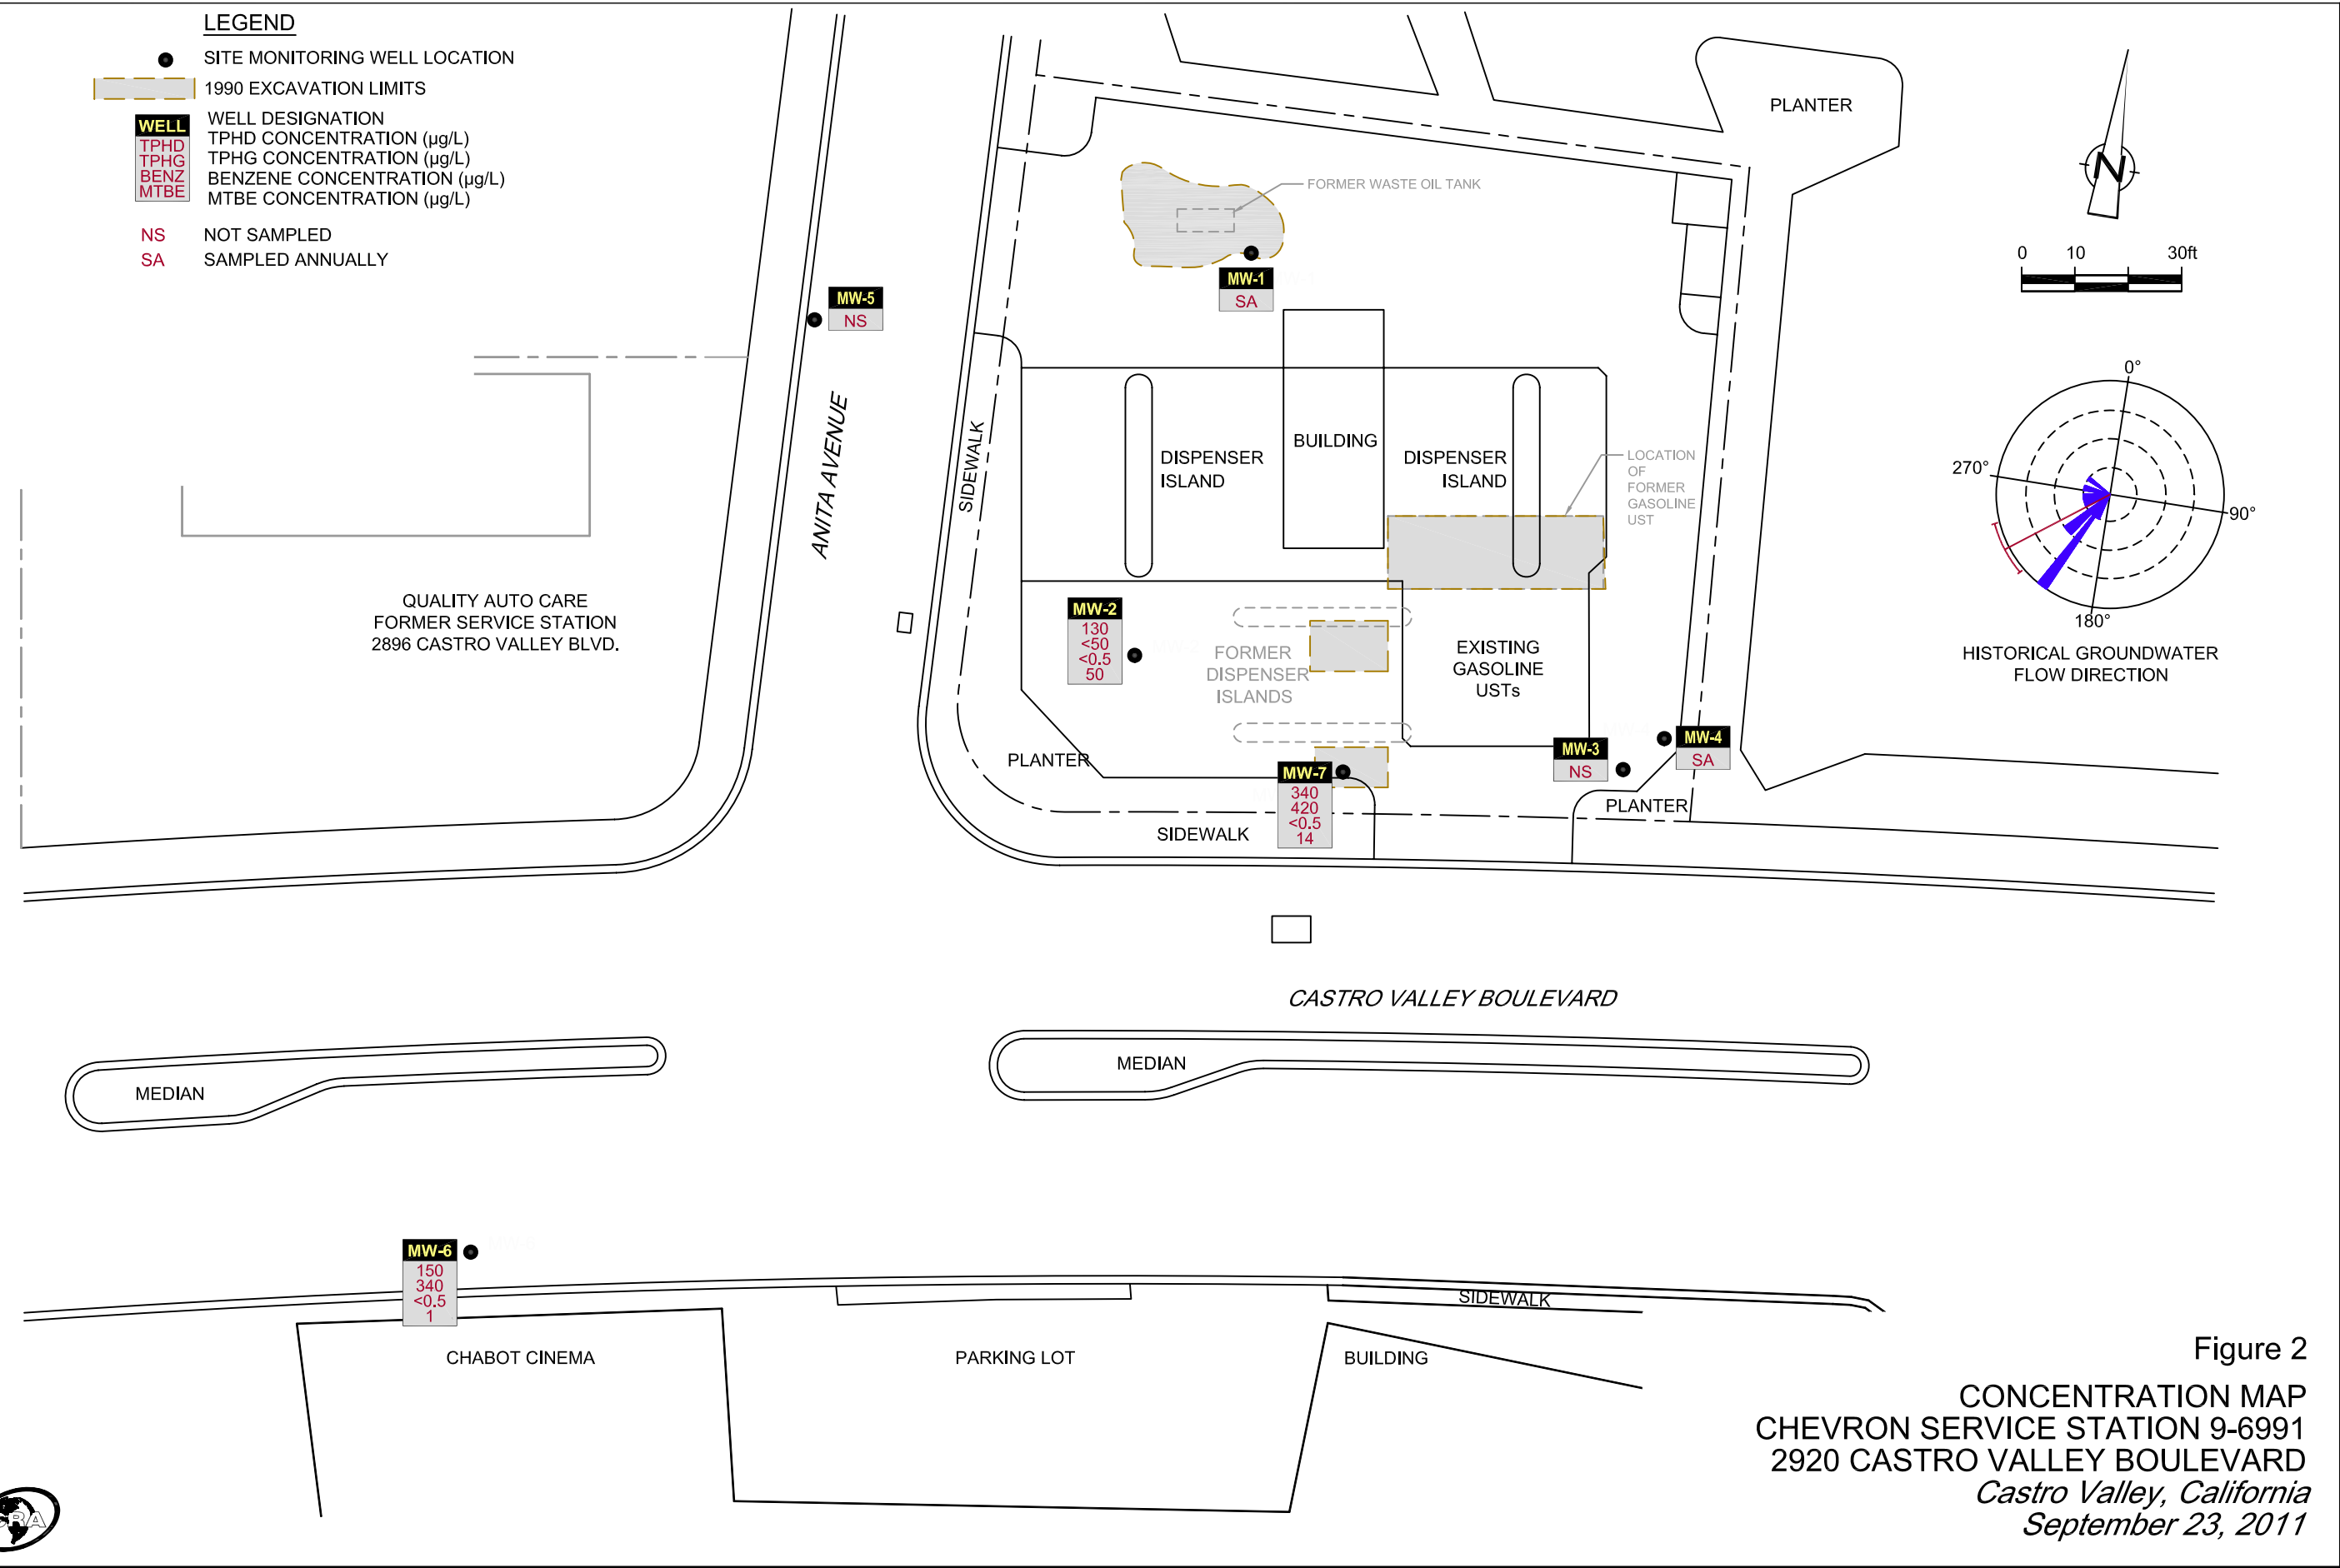 LEGEND
SITE MONITORING WELL LOCATION
1990 EXCAVATION LIMITS
WELL
TPHD
TPHG
BENZ
MTBE
WELL DESIGNATION
TPHD CONCENTRATION (µg/L)
TPHG CONCENTRATION (µg/L)
BENZENE CONCENTRATION (µg/L)
MTBE CONCENTRATION (µg/L)
NS NOT SAMPLED
SA SAMPLED ANNUALLY
PLANTER
N
0 10 30ft
FORMER WASTE OIL TANK
MW-1
SA
MW-5
NS
ANITA AVENUE
SIDEWALK
DISPENSER
ISLAND
BUILDING
DISPENSER
ISLAND
LOCATION
OF
FORMER
GASOLINE
UST
0°
270°
90°
180°
HISTORICAL GROUNDWATER
FLOW DIRECTION
QUALITY AUTO CARE
FORMER SERVICE STATION
2896 CASTRO VALLEY BLVD.
MW-2
130
<50
<0.5
50
FORMER
DISPENSER
ISLANDS
EXISTING
GASOLINE
USTs
PLANTER
MW-7
340
420
<0.5
14
MW-3
NS
MW-4
SA
PLANTER
SIDEWALK
CASTRO VALLEY BOULEVARD
MEDIAN
MEDIAN
MW-6
150
340
<0.5
1
SIDEWALK
CHABOT CINEMA
PARKING LOT
BUILDING
Figure 2
CONCENTRATION MAP
CHEVRON SERVICE STATION 9-6991
2920 CASTRO VALLEY BOULEVARD
Castro Valley, California
September 23, 2011